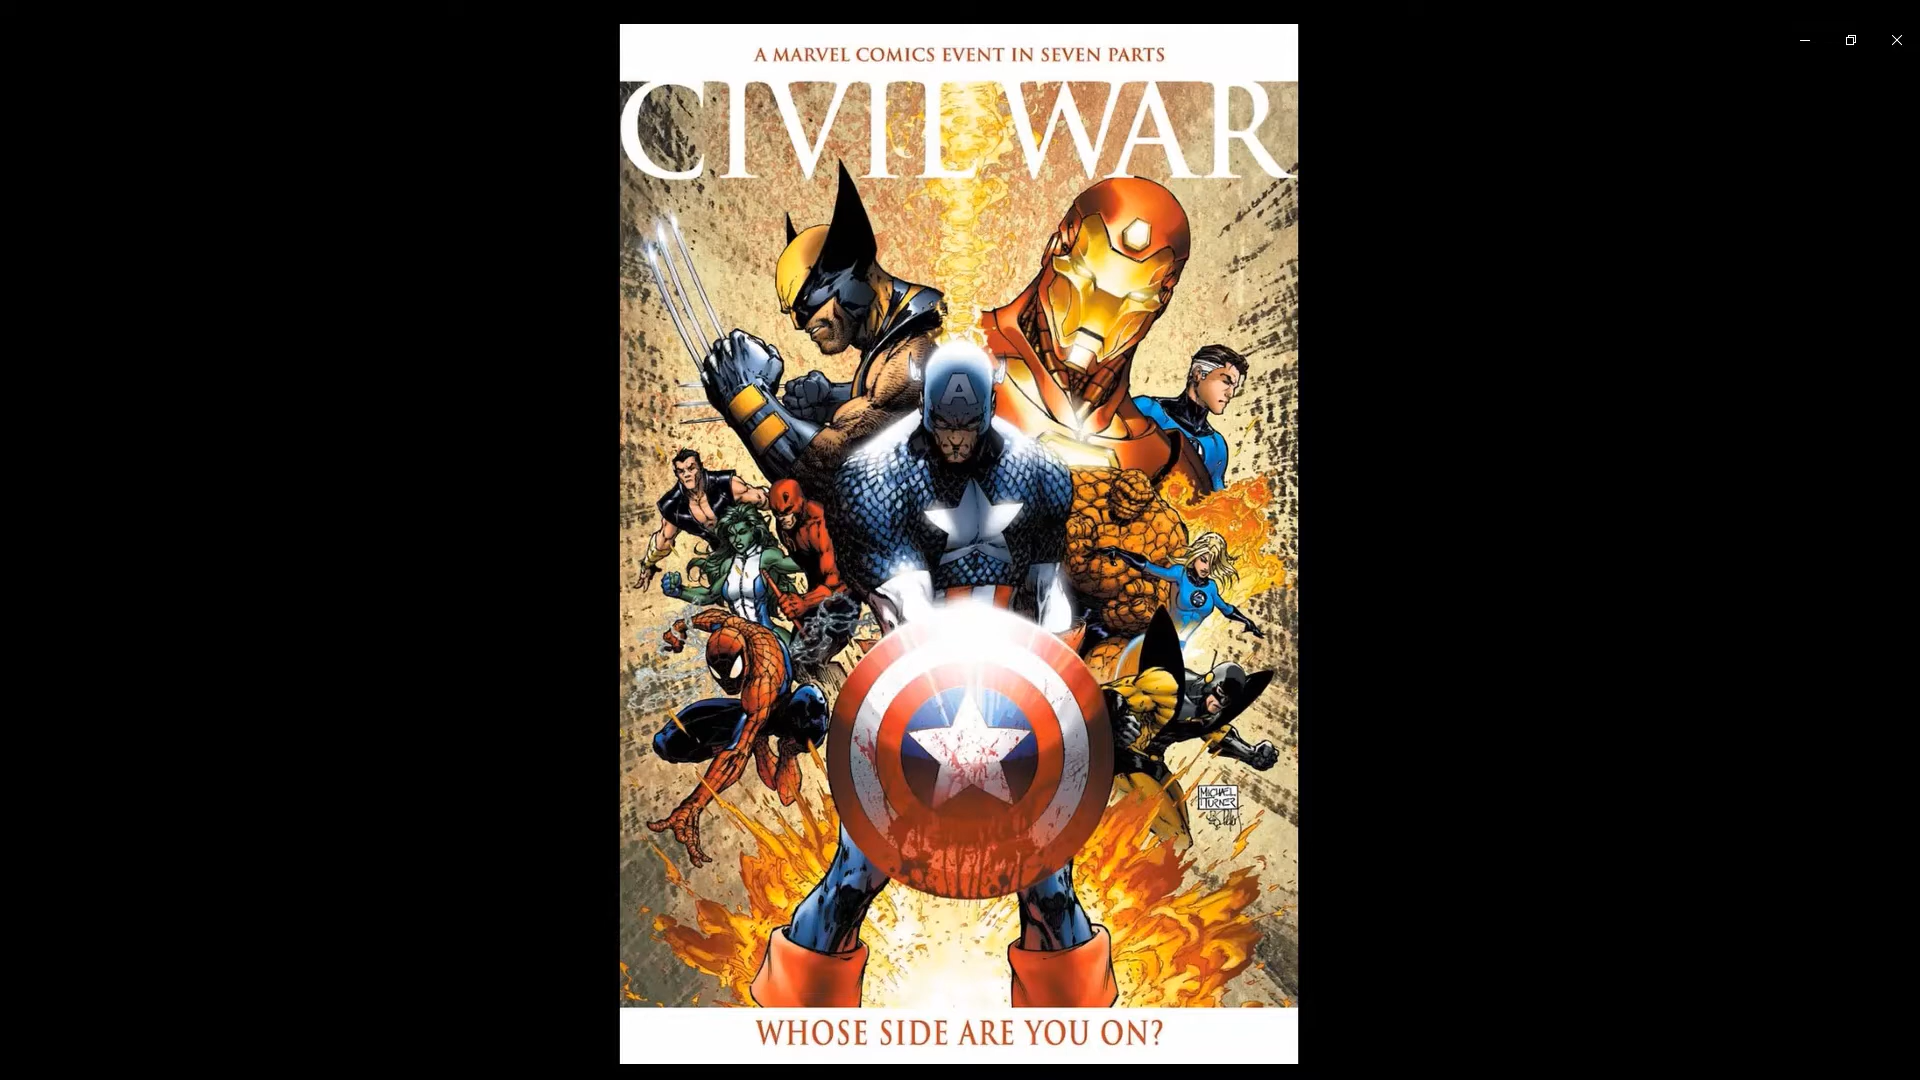 A MARVEL COMICS EVENT IN SEVEN PARTS
CIVIL WAR
A
MICHAEL
TURNER
WHOSE SIDE ARE YOU ON?